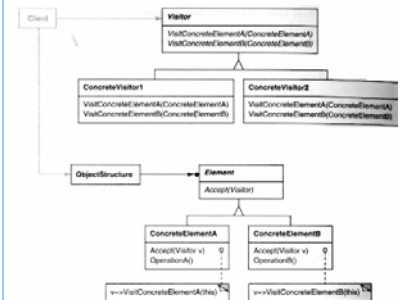 Client
Visitor
VisitConcreteElementA(ConcreteElementA)
VisitConcreteElementB(ConcreteElementB)
ConcreteVisitor1
VisitConcreteElementA(ConcreteElementA)
VisitConcreteElementB(ConcreteElementB)
ConcreteVisitor2
VisitConcreteElementA(ConcreteElementA)
VisitConcreteElementB(ConcreteElementB)
ObjectStructure
Element
Accept(Visitor)
ConcreteElementA
Accept(Visitor v)
OperationA()
ConcreteElementB
Accept(Visitor v)
OperationB()
v->VisitConcreteElementA(this)
v->VisitConcreteElementB(this)